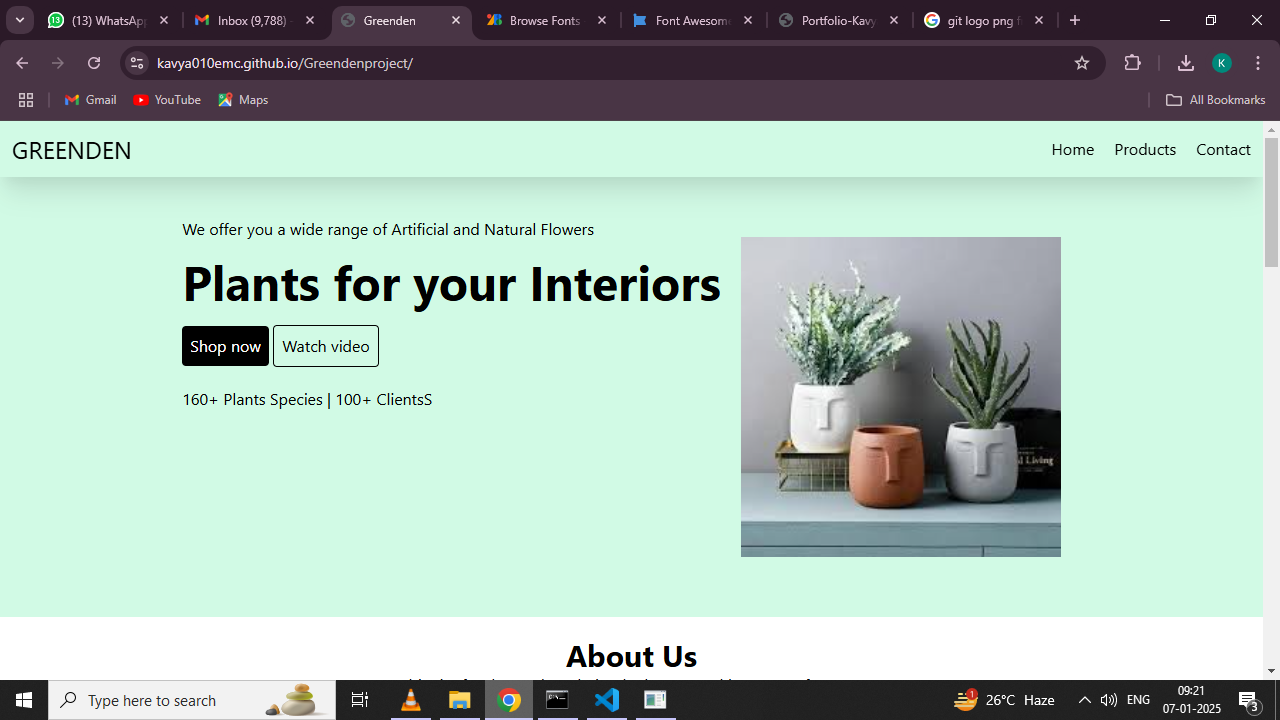 (13) WhatsApp
Inbox (9,788)
Greenden
Browse Fonts
Font Awesome
Portfolio-Kavy
git logo png f
kavya010emc.github.io/Greendenproject/
K
Gmail
YouTube
Maps
All Bookmarks
GREENDEN
Home
Products
Contact
We offer you a wide range of Artificial and Natural Flowers
Plants for your Interiors
Shop now
Watch video
160+ Plants Species | 100+ ClientsS
Living
About Us
Type here to search
1
26°C Haze
ENG
09:21
07-01-2025
3